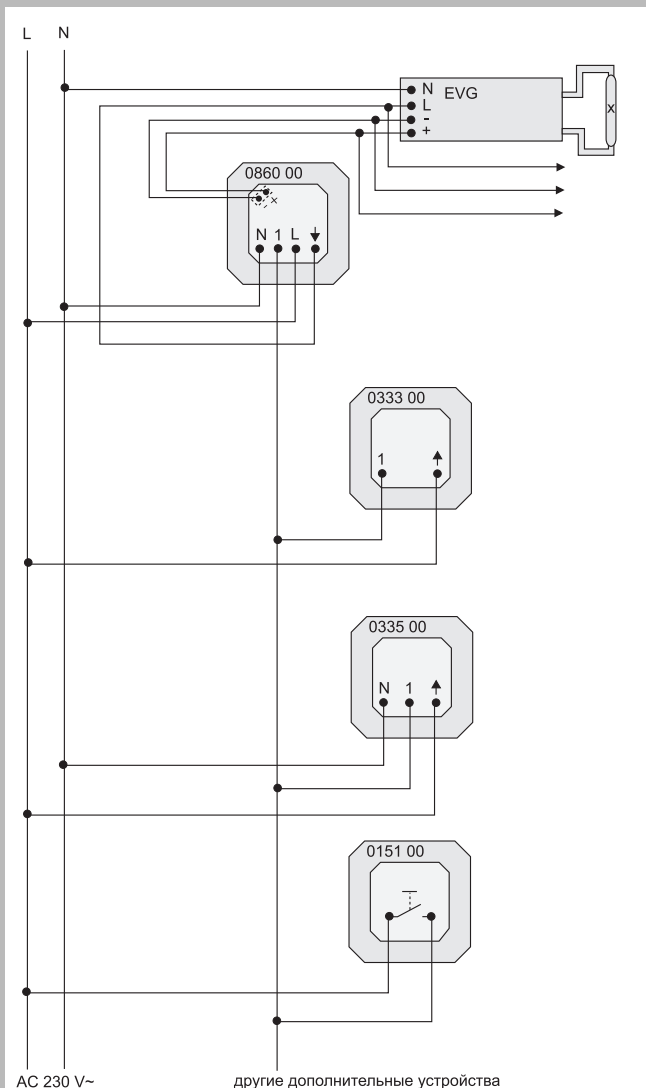 L N
N EVG
L
-
+
x
0860 00
x
N 1 L
0333 00
1
0335 00
N 1
0151 00
AC 230 V~ другие дополнительные устройства